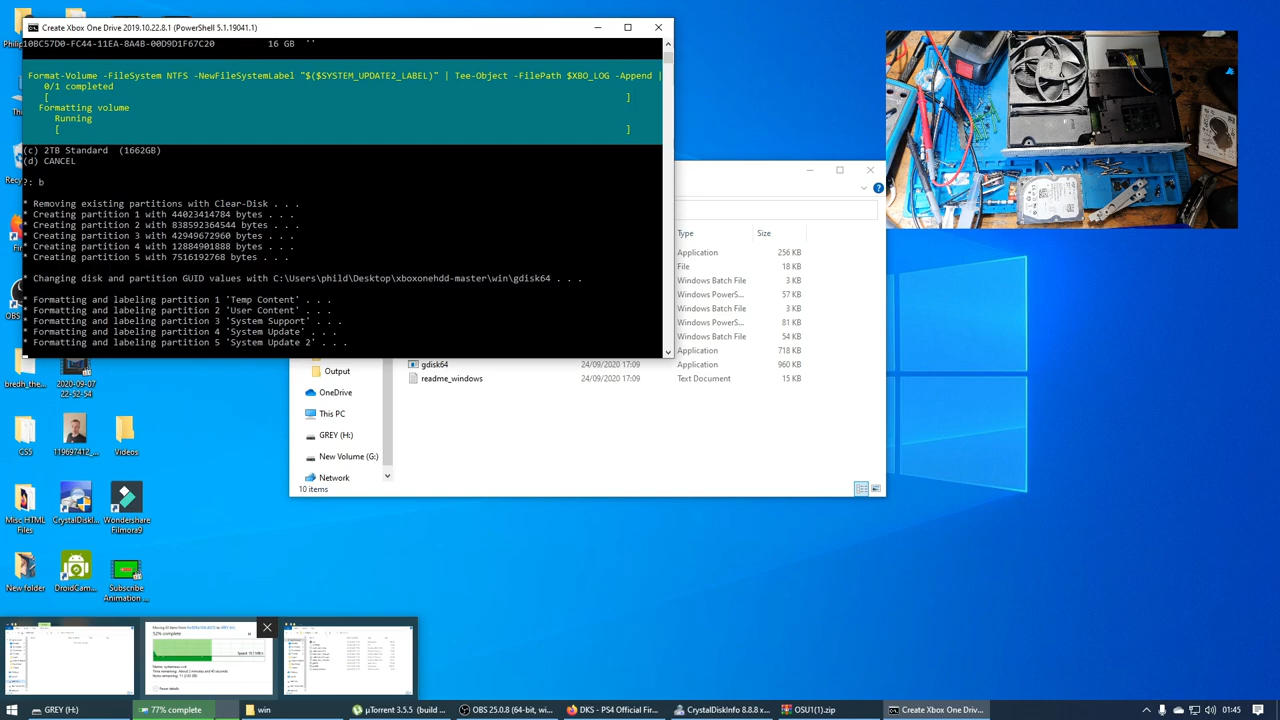 Create Xbox One Drive 2019.10.22.8.1 (PowerShell 5.1.19041.1)
10BC57D0-FC44-11EA-8A4B-00D9D1F67C20 16 GB ''
Format-Volume -FileSystem NTFS -NewFileSystemLabel "$($SYSTEM_UPDATE2_LABEL)" | Tee-Object -FilePath $XBO_LOG -Append |
0/1 completed
[ ]
Formatting volume
Running
[ ]
(c) 2TB Standard (1662GB)
(d) CANCEL
?: b
* Removing existing partitions with Clear-Disk . . .
* Creating partition 1 with 44023414784 bytes . . .
* Creating partition 2 with 838592364544 bytes . . .
* Creating partition 3 with 42949672960 bytes . . .
* Creating partition 4 with 12884901888 bytes . . .
* Creating partition 5 with 7516192768 bytes . . .
* Changing disk and partition GUID values with C:\Users\phild\Desktop\xboxonehdd-master\win\gdisk64 . . .
* Formatting and labeling partition 1 'Temp Content' . . .
* Formatting and labeling partition 2 'User Content' . . .
* Formatting and labeling partition 3 'System Support' . . .
* Formatting and labeling partition 4 'System Update' . . .
* Formatting and labeling partition 5 'System Update 2' . . .
Type Size
Application 256 KB
File 18 KB
Windows Batch File 3 KB
Windows PowerS... 57 KB
Windows Batch File 3 KB
Windows PowerS... 81 KB
Windows Batch File 54 KB
Application 718 KB
gdisk64 24/09/2020 17:09 Application 960 KB
readme_windows 24/09/2020 17:09 Text Document 15 KB
Output
OneDrive
This PC
GREY (H:)
New Volume (G:)
Network
10 items
Philip
Thi
Recy
Fir
OBS
bredh_the...
2020-09-07
22-52-54
CS5
119697412_...
Videos
Misc HTML
Files
CrystalDiskI...
Wondershare
Filmora9
New folder
DroidCam...
Subscribe
Animation ...
52% complete
GREY (H:)
77% complete
win
µTorrent 3.5.5 (build ...
OBS 25.0.8 (64-bit, wi...
DKS - PS4 Official Fir...
CrystalDiskInfo 8.8.8 x...
OSU1(1).zip
Create Xbox One Driv...
01:45